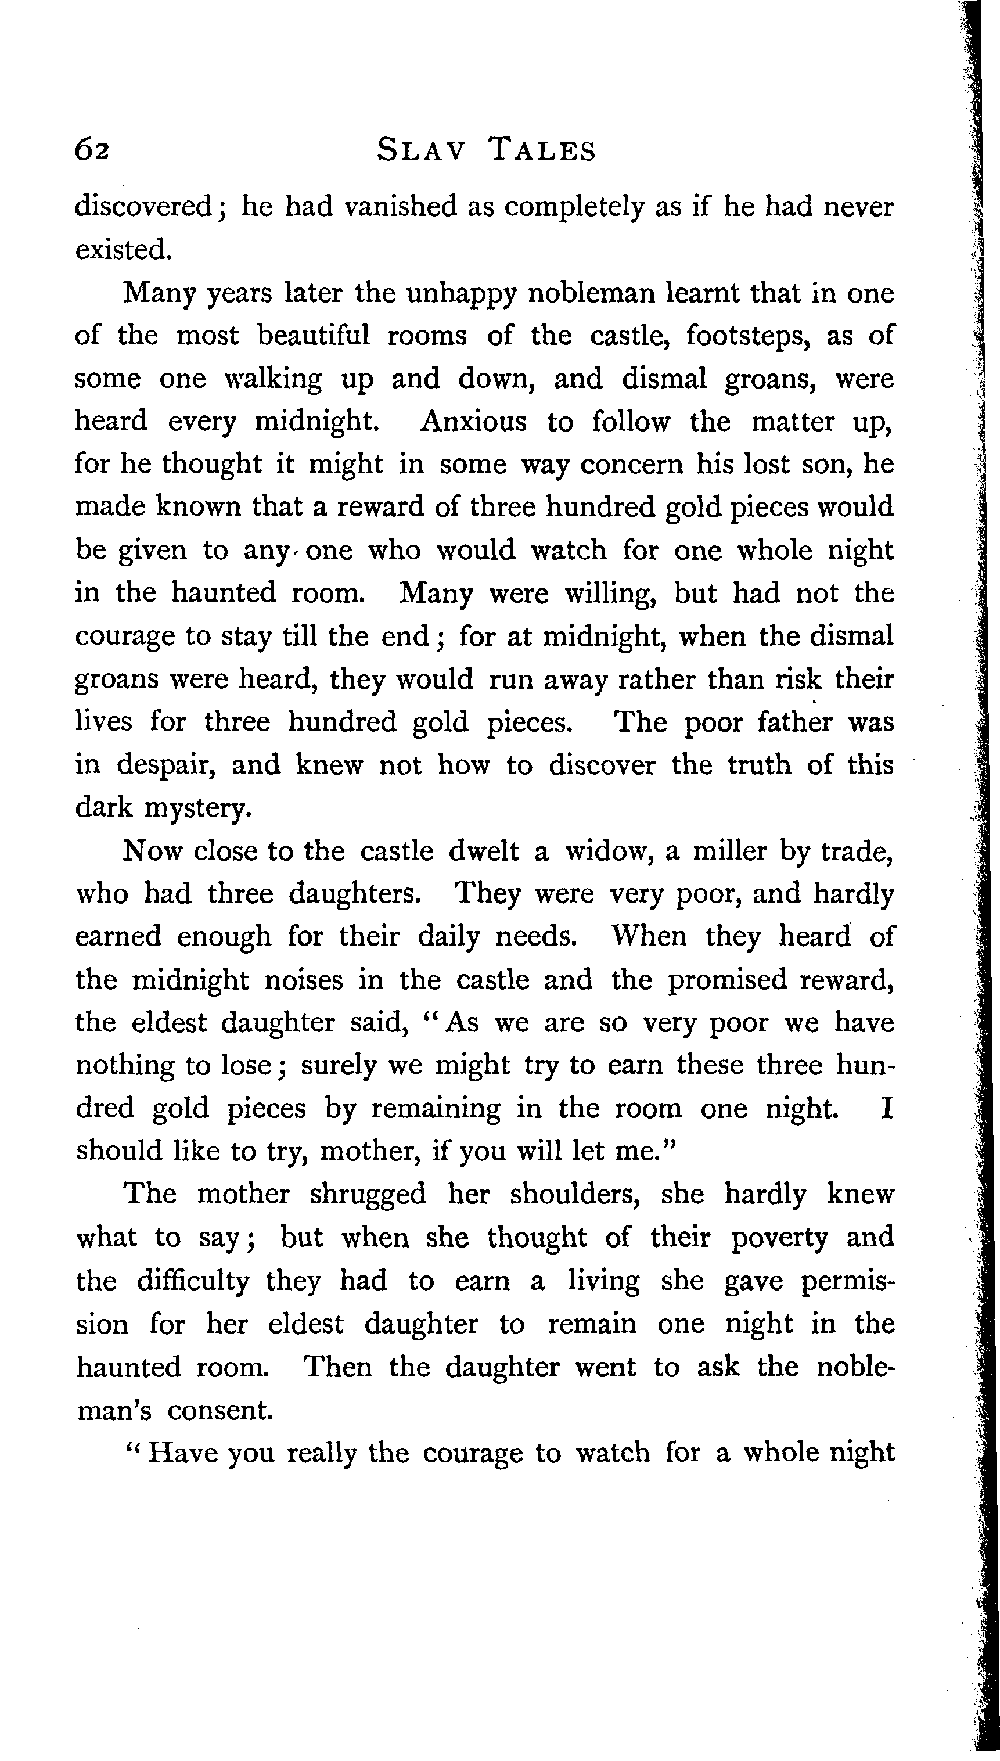 62 SLAV TALES
discovered; he had vanished as completely as if he had never
existed.
Many years later the unhappy nobleman learnt that in one
of the most beautiful rooms of the castle, footsteps, as of
some one walking up and down, and dismal groans, were
heard every midnight. Anxious to follow the matter up,
for he thought it might in some way concern his lost son, he
made known that a reward of three hundred gold pieces would
be given to any one who would watch for one whole night
in the haunted room. Many were willing, but had not the
courage to stay till the end; for at midnight, when the dismal
groans were heard, they would run away rather than risk their
lives for three hundred gold pieces. The poor father was
in despair, and knew not how to discover the truth of this
dark mystery.
Now close to the castle dwelt a widow, a miller by trade,
who had three daughters. They were very poor, and hardly
earned enough for their daily needs. When they heard of
the midnight noises in the castle and the promised reward,
the eldest daughter said, "As we are so very poor we have
nothing to lose; surely we might try to earn these three hun-
dred gold pieces by remaining in the room one night. I
should like to try, mother, if you will let me."
The mother shrugged her shoulders, she hardly knew
what to say; but when she thought of their poverty and
the difficulty they had to earn a living she gave permis-
sion for her eldest daughter to remain one night in the
haunted room. Then the daughter went to ask the noble-
man's consent.
"Have you really the courage to watch for a whole night